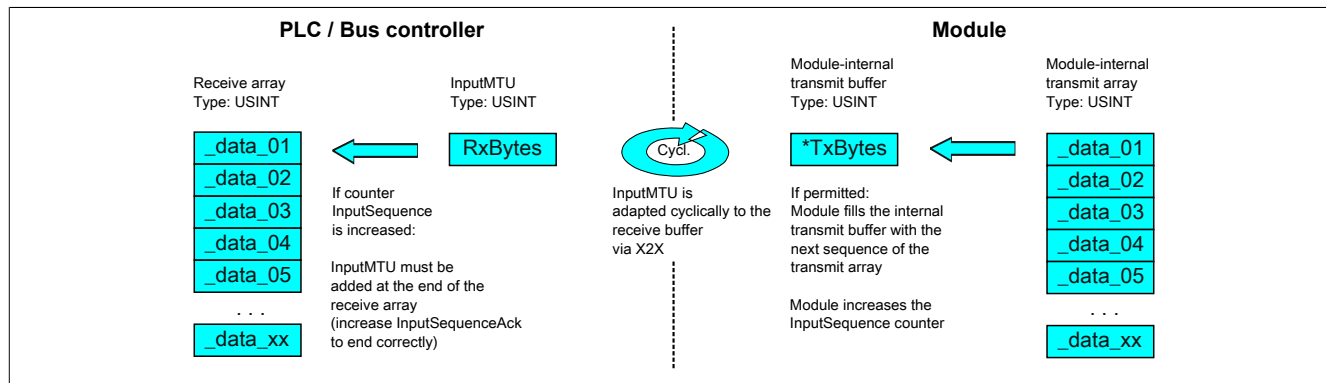 PLC / Bus controller
Module
Receive array
Type: USINT
InputMTU
Type: USINT
Module-internal
transmit buffer
Type: USINT
Module-internal
transmit array
Type: USINT
_data_01
_data_02
_data_03
_data_04
_data_05
. . .
_data_xx
RxBytes
If counter
InputSequence
is increased:
InputMTU must be
added at the end of the
receive array
(increase InputSequenceAck
to end correctly)
Cycl.
InputMTU is
adapted cyclically to the
receive buffer
via X2X
*TxBytes
If permitted:
Module fills the internal
transmit buffer with the
next sequence of the
transmit array
Module increases the
InputSequence counter
_data_01
_data_02
_data_03
_data_04
_data_05
. . .
_data_xx